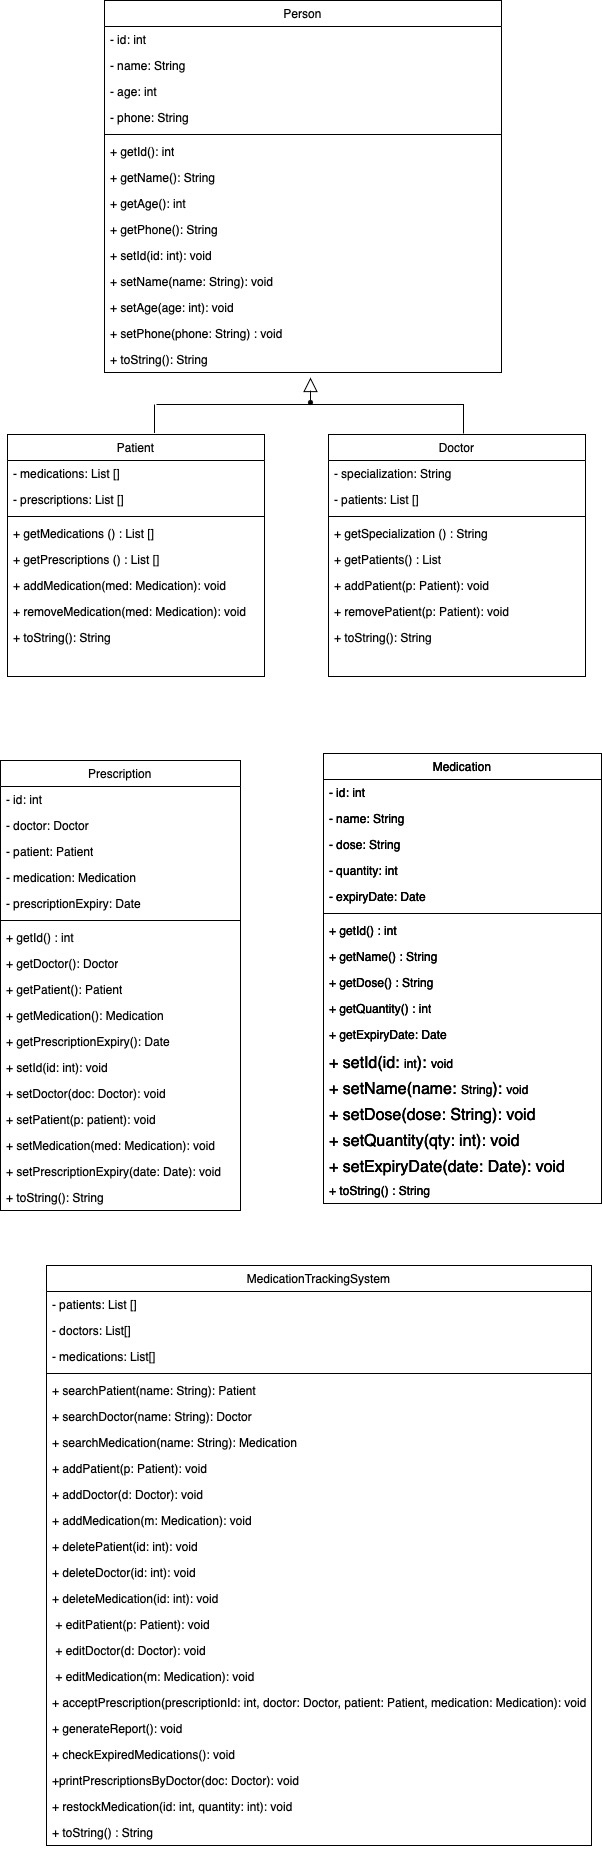 Person
- id: int
- name: String
- age: int
- phone: String
+ getId(): int
+ getName(): String
+ getAge(): int
+ getPhone(): String
+ setId(id: int): void
+ setName(name: String): void
+ setAge(age: int): void
+ setPhone(phone: String) : void
+ toString(): String
Patient
- medications: List []
- prescriptions: List []
+ getMedications () : List []
+ getPrescriptions () : List []
+ addMedication(med: Medication): void
+ removeMedication(med: Medication): void
+ toString(): String
Doctor
- specialization: String
- patients: List []
+ getSpecialization () : String
+ getPatients() : List
+ addPatient(p: Patient): void
+ removePatient(p: Patient): void
+ toString(): String
Prescription
- id: int
- doctor: Doctor
- patient: Patient
- medication: Medication
- prescriptionExpiry: Date
+ getId() : int
+ getDoctor(): Doctor
+ getPatient(): Patient
+ getMedication(): Medication
+ getPrescriptionExpiry(): Date
+ setId(id: int): void
+ setDoctor(doc: Doctor): void
+ setPatient(p: patient): void
+ setMedication(med: Medication): void
+ setPrescriptionExpiry(date: Date): void
+ toString(): String
Medication
- id: int
- name: String
- dose: String
- quantity: int
- expiryDate: Date
+ getId() : int
+ getName() : String
+ getDose() : String
+ getQuantity() : int
+ getExpiryDate: Date
+ setId(id: int): void
+ setName(name: String): void
+ setDose(dose: String): void
+ setQuantity(qty: int): void
+ setExpiryDate(date: Date): void
+ toString() : String
MedicationTrackingSystem
- patients: List []
- doctors: List[]
- medications: List[]
+ searchPatient(name: String): Patient
+ searchDoctor(name: String): Doctor
+ searchMedication(name: String): Medication
+ addPatient(p: Patient): void
+ addDoctor(d: Doctor): void
+ addMedication(m: Medication): void
+ deletePatient(id: int): void
+ deleteDoctor(id: int): void
+ deleteMedication(id: int): void
+ editPatient(p: Patient): void
+ editDoctor(d: Doctor): void
+ editMedication(m: Medication): void
+ acceptPrescription(prescriptionId: int, doctor: Doctor, patient: Patient, medication: Medication): void
+ generateReport(): void
+ checkExpiredMedications(): void
+printPrescriptionsByDoctor(doc: Doctor): void
+ restockMedication(id: int, quantity: int): void
+ toString() : String